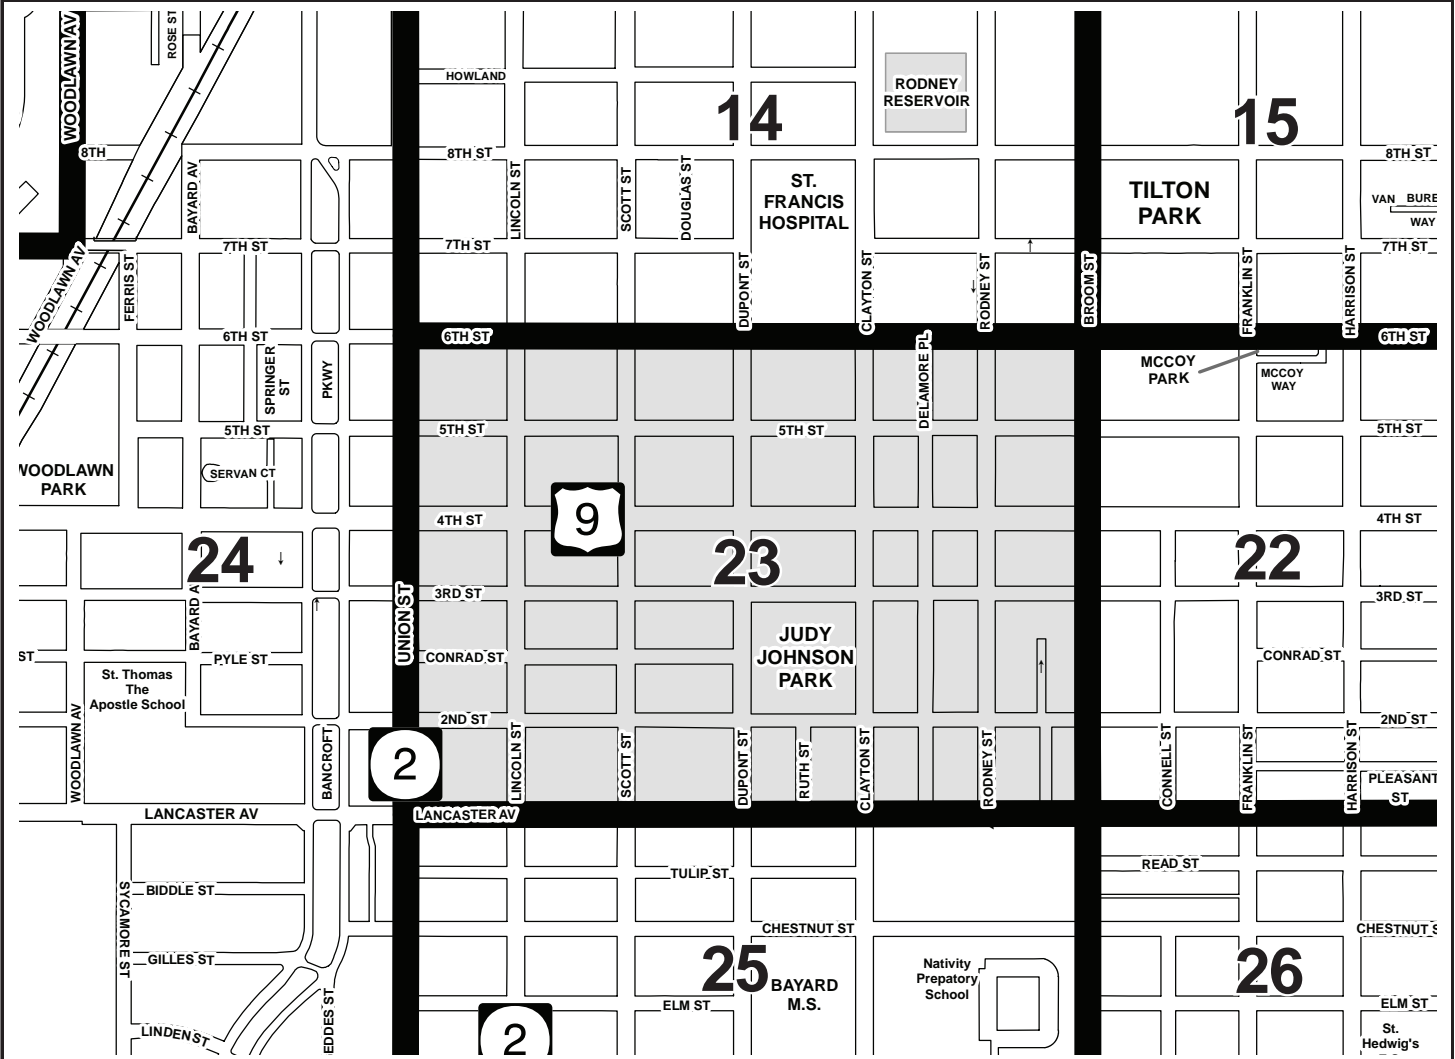 WOODLAWN AV
ROSE ST
HOWLAND
14
RODNEY
RESERVOIR
15
8TH
8TH ST
8TH ST
BAYARD AV
LINCOLN ST
SCOTT ST
DOUGLAS ST
ST.
FRANCIS
HOSPITAL
TILTON
PARK
VAN BURE
WAY
7TH ST
7TH ST
7TH ST
WOODLAWN AV
FERRIS ST
DUPONT ST
CLAYTON ST
RODNEY ST
BROOM ST
FRANKLIN ST
HARRISON ST
6TH ST
6TH ST
6TH ST
SPRINGER
ST
PKWY
DELAMORE PL
MCCOY
PARK
MCCOY
WAY
5TH ST
5TH ST
5TH ST
5TH ST
WOODLAWN
PARK
SERVAN CT
9
4TH ST
4TH ST
24
23
22
BAYARD A
UNION ST
3RD ST
3RD ST
JUDY
JOHNSON
PARK
ST
PYLE ST
CONRAD ST
CONRAD ST
St. Thomas
The
Apostle School
2ND ST
2ND ST
WOODLAWN AV
BANCROFT
2
LINCOLN ST
SCOTT ST
DUPONT ST
RUTH ST
CLAYTON ST
RODNEY ST
CONNELL ST
FRANKLIN ST
HARRISON ST
PLEASANT
ST
LANCASTER AV
LANCASTER AV
TULIP ST
READ ST
SYCAMORE ST
BIDDLE ST
CHESTNUT ST
CHESTNUT S
GILLES ST
25
BAYARD
M.S.
Nativity
Prepatory
School
26
EDDES ST
ELM ST
ELM ST
LINDEN ST
2
St.
Hedwig's